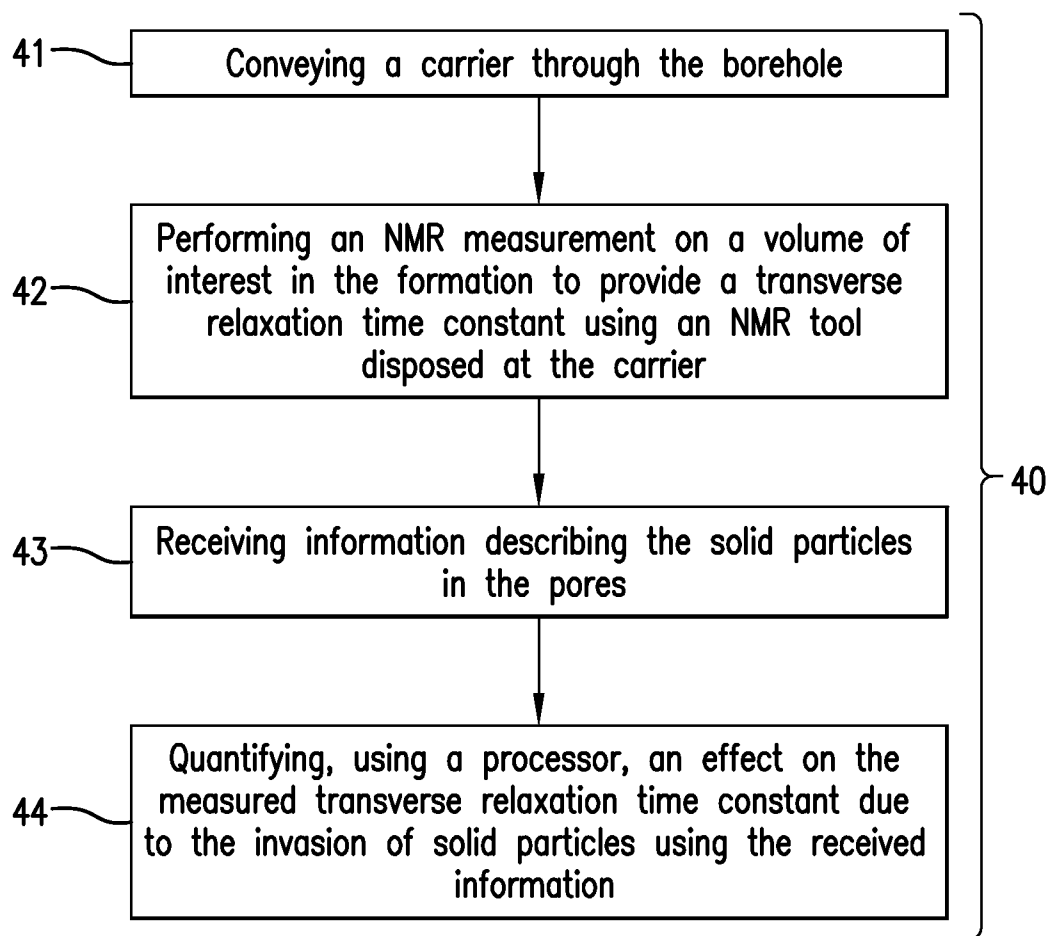 41
Conveying a carrier through the borehole
42
Performing an NMR measurement on a volume of
interest in the formation to provide a transverse
relaxation time constant using an NMR tool
disposed at the carrier
40
43
Receiving information describing the solid particles
in the pores
44
Quantifying, using a processor, an effect on the
measured transverse relaxation time constant due
to the invasion of solid particles using the received
information